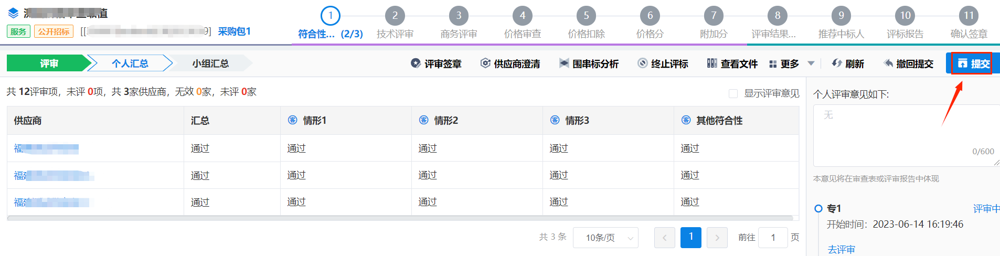 值
服务 公开招标 采购包1
1 符合性... (2/3)
2 技术评审
3 商务评审
4 价格审查
5 价格扣除
6 价格分
7 附加分
8 评审结果...
9 推荐中标人
10 评标报告
11 确认签章
评审 个人汇总 小组汇总
评审签章 供应商澄清 围串标分析 终止评标 查看文件 更多 刷新 撤回提交 提交
共 12评审项，未评 0项，共 3家供应商，无效 0家，未评 0家
显示评审意见
供应商 汇总 客 情形1 客 情形2 客 情形3 客 其他符合性
福 通过 通过 通过 通过 通过
福 通过 通过 通过 通过 通过
福 通过 通过 通过 通过 通过
共 3 条 10条/页 1 前往 1 页
个人评审意见如下:
无
0/600
本意见将在审查表或评审报告中体现
专1 评审中
开始时间：2023-06-14 16:19:46
去评审